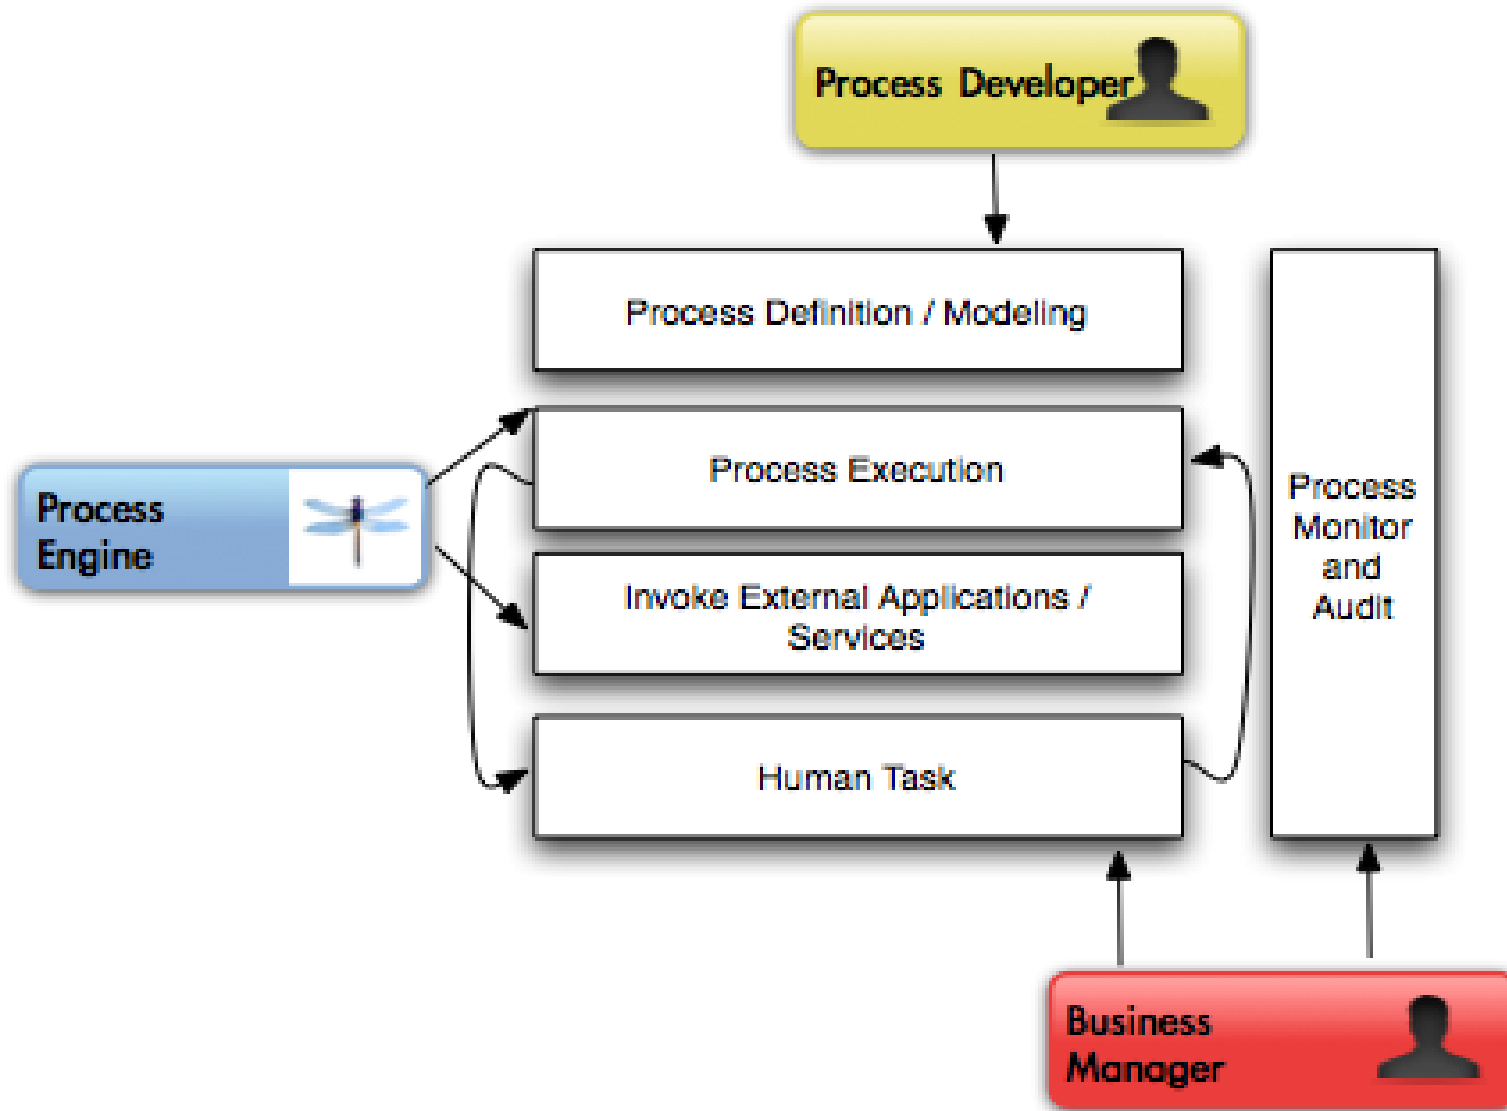 Process Developer
Process Definition / Modeling
Process Execution
Process
Engine
Invoke External Applications /
Services
Process
Monitor
and
Audit
Human Task
Business
Manager